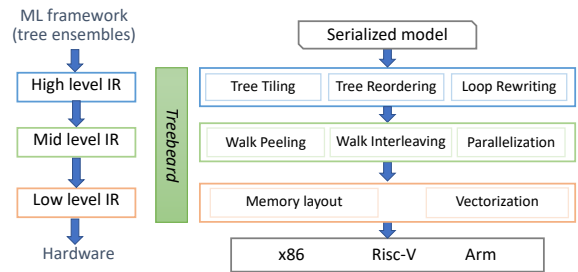 ML framework
(tree ensembles)
High level IR
Mid level IR
Low level IR
Hardware
Treebeard
Serialized model
Tree Tiling Tree Reordering Loop Rewriting
Walk Peeling Walk Interleaving Parallelization
Memory layout Vectorization
x86 Risc-V Arm